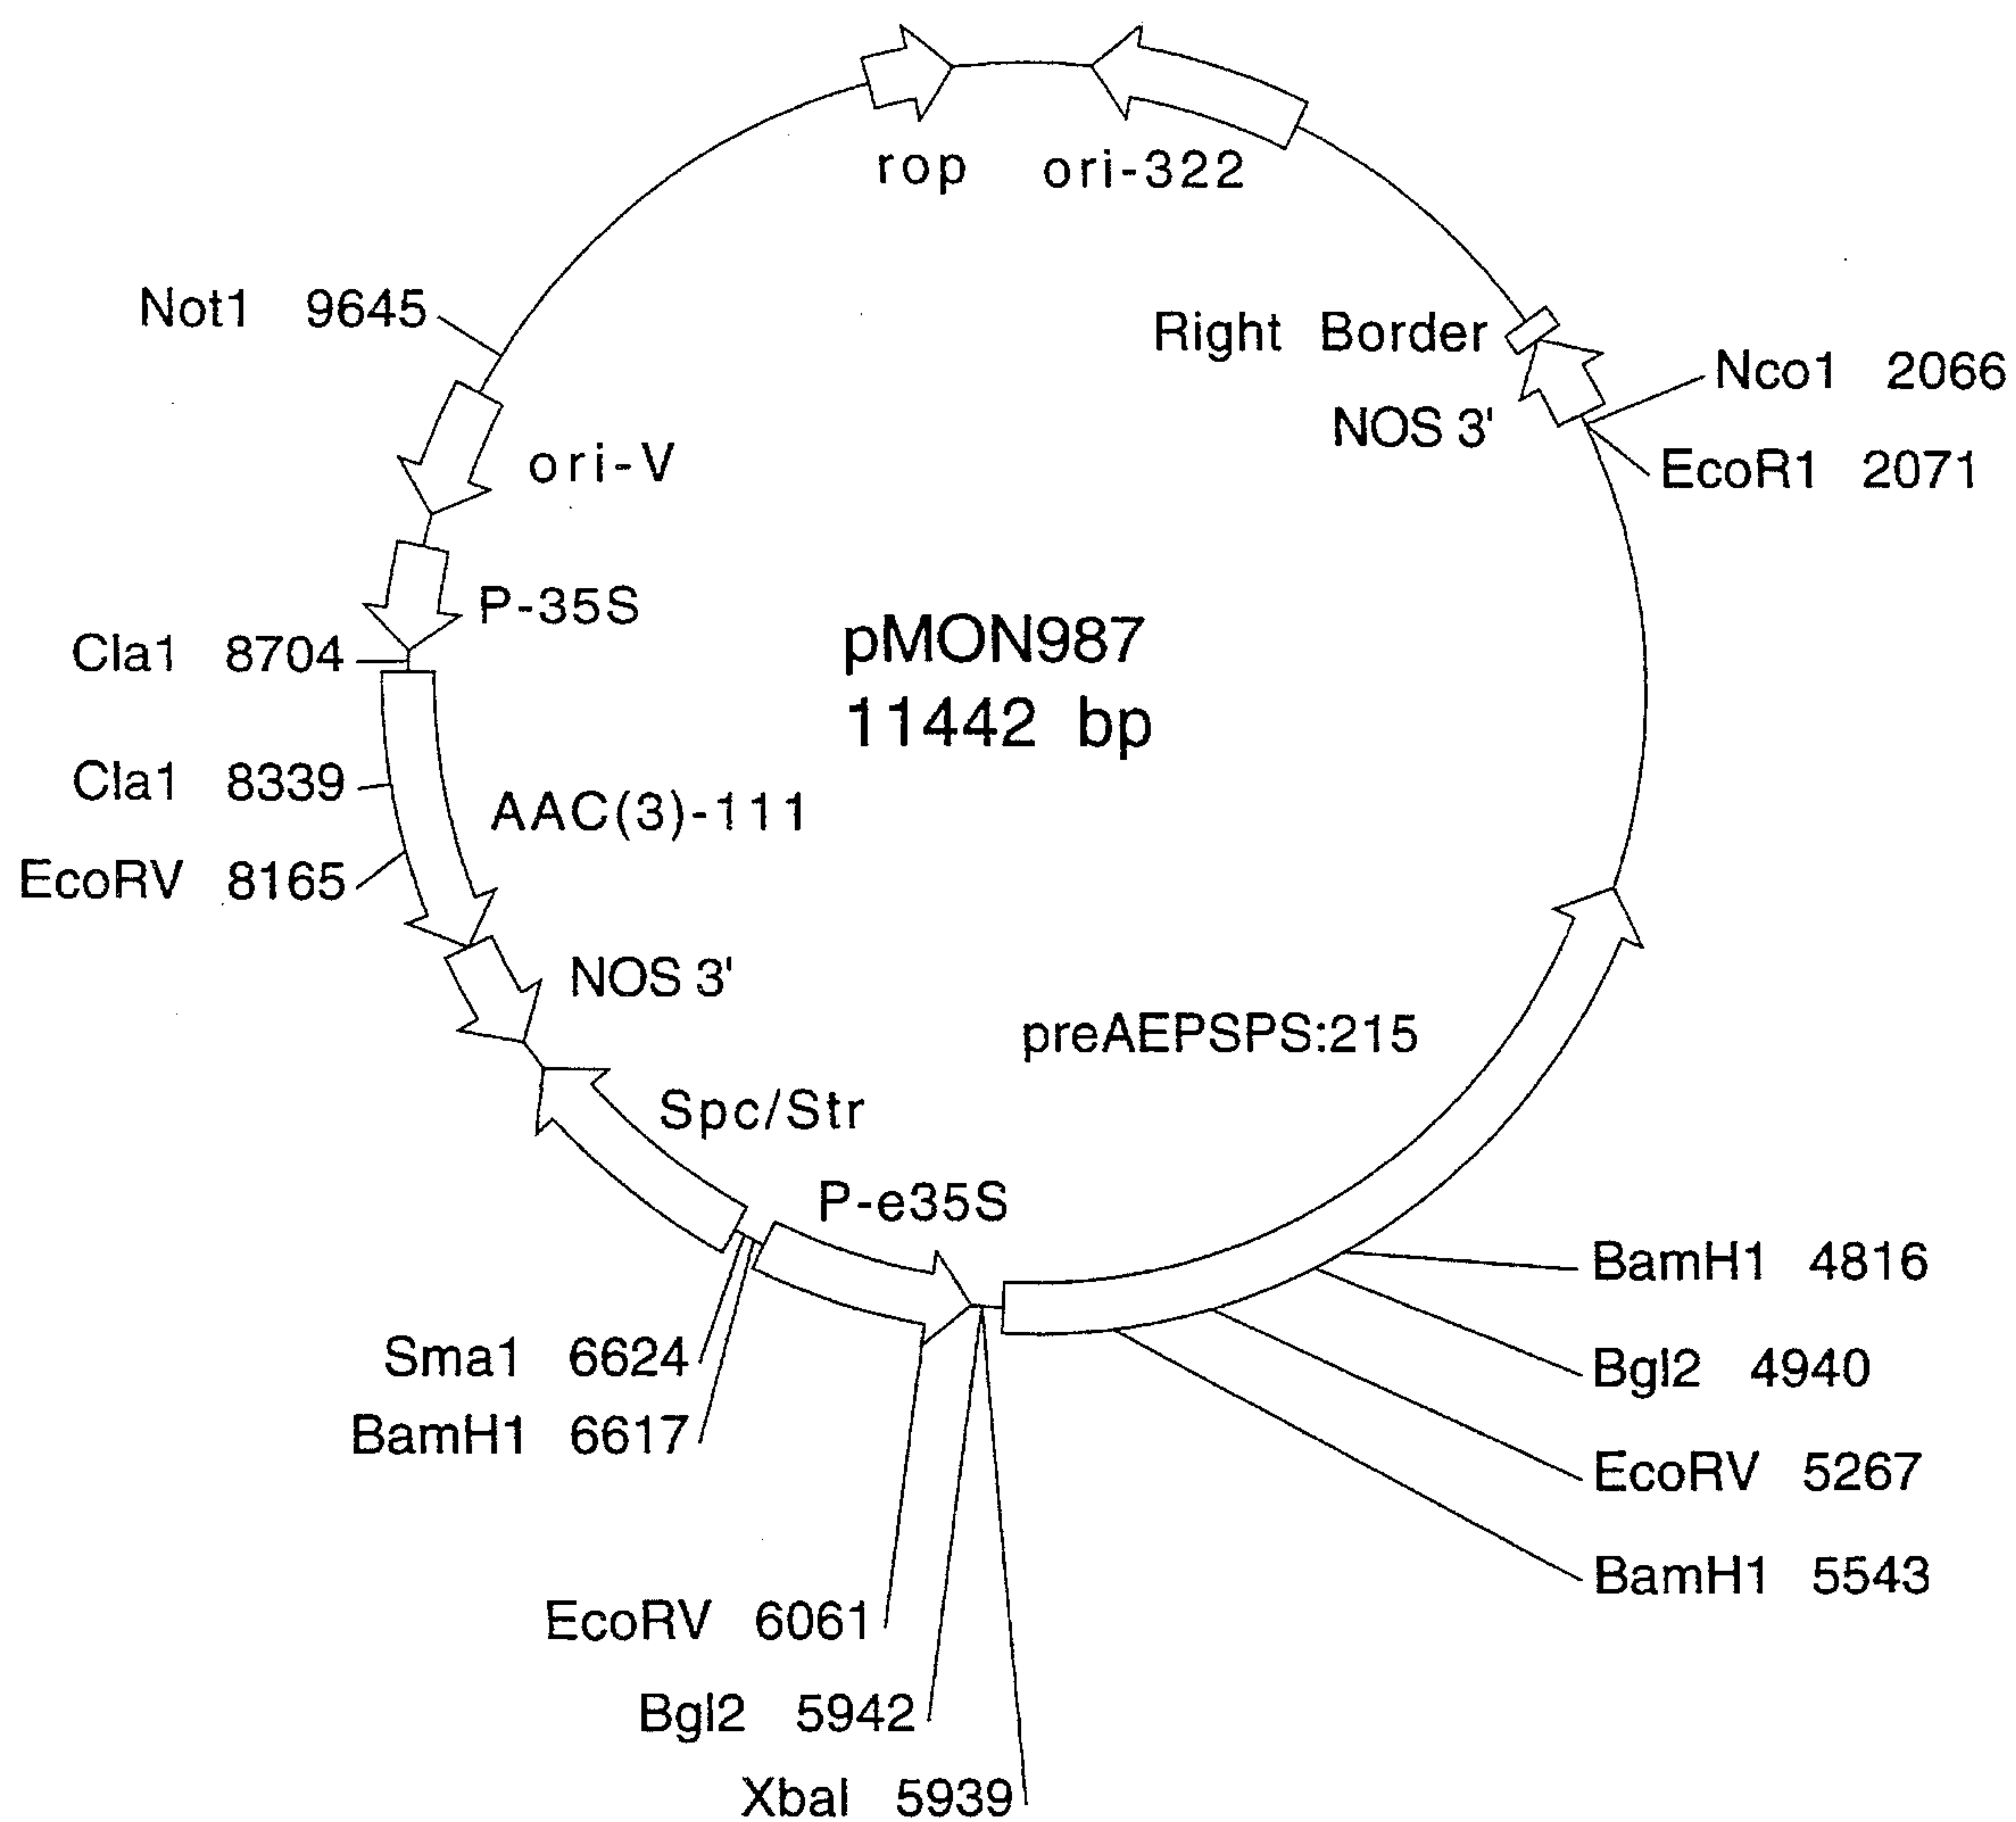 rop
ori-322
Not1 9645
Right Border
Nco1 2066
NOS 3'
EcoR1 2071
ori-V
P-35S
pMON987
11442 bp
Cla1 8704
Cla1 8339
AAC(3)-111
EcoRV 8165
NOS 3'
preAEPSPS:215
Spc/Str
P-e35S
BamH1 4816
Sma1 6624
Bgl2 4940
BamH1 6617
EcoRV 5267
BamH1 5543
EcoRV 6061
Bgl2 5942
XbaI 5939